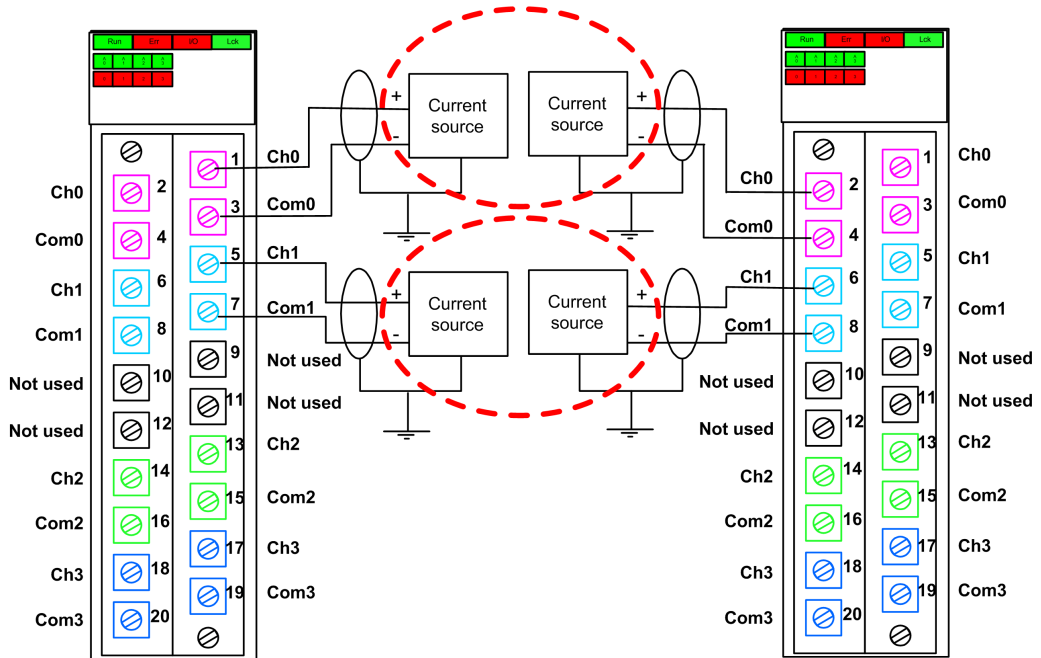 Run Err I/O Lck
Run Err I/O Lck
+
Current
source
-
Current
source
+
-
1 Ch0
Ch0 2
3 Com0
Com0 4
5 Ch1
Ch1 6
7 Com1
Com1 8
9 Not used
Not used 10
11 Not used
Not used 12
13 Ch2
Ch2 14
15 Com2
Com2 16
17 Ch3
Ch3 18
19 Com3
Com3 20
+
Current
source
-
Current
source
+
-
1 Ch0
Ch0 2
3 Com0
Com0 4
5 Ch1
Ch1 6
7 Com1
Com1 8
9 Not used
Not used 10
11 Not used
Not used 12
13 Ch2
Ch2 14
15 Com2
Com2 16
17 Ch3
Ch3 18
19 Com3
Com3 20